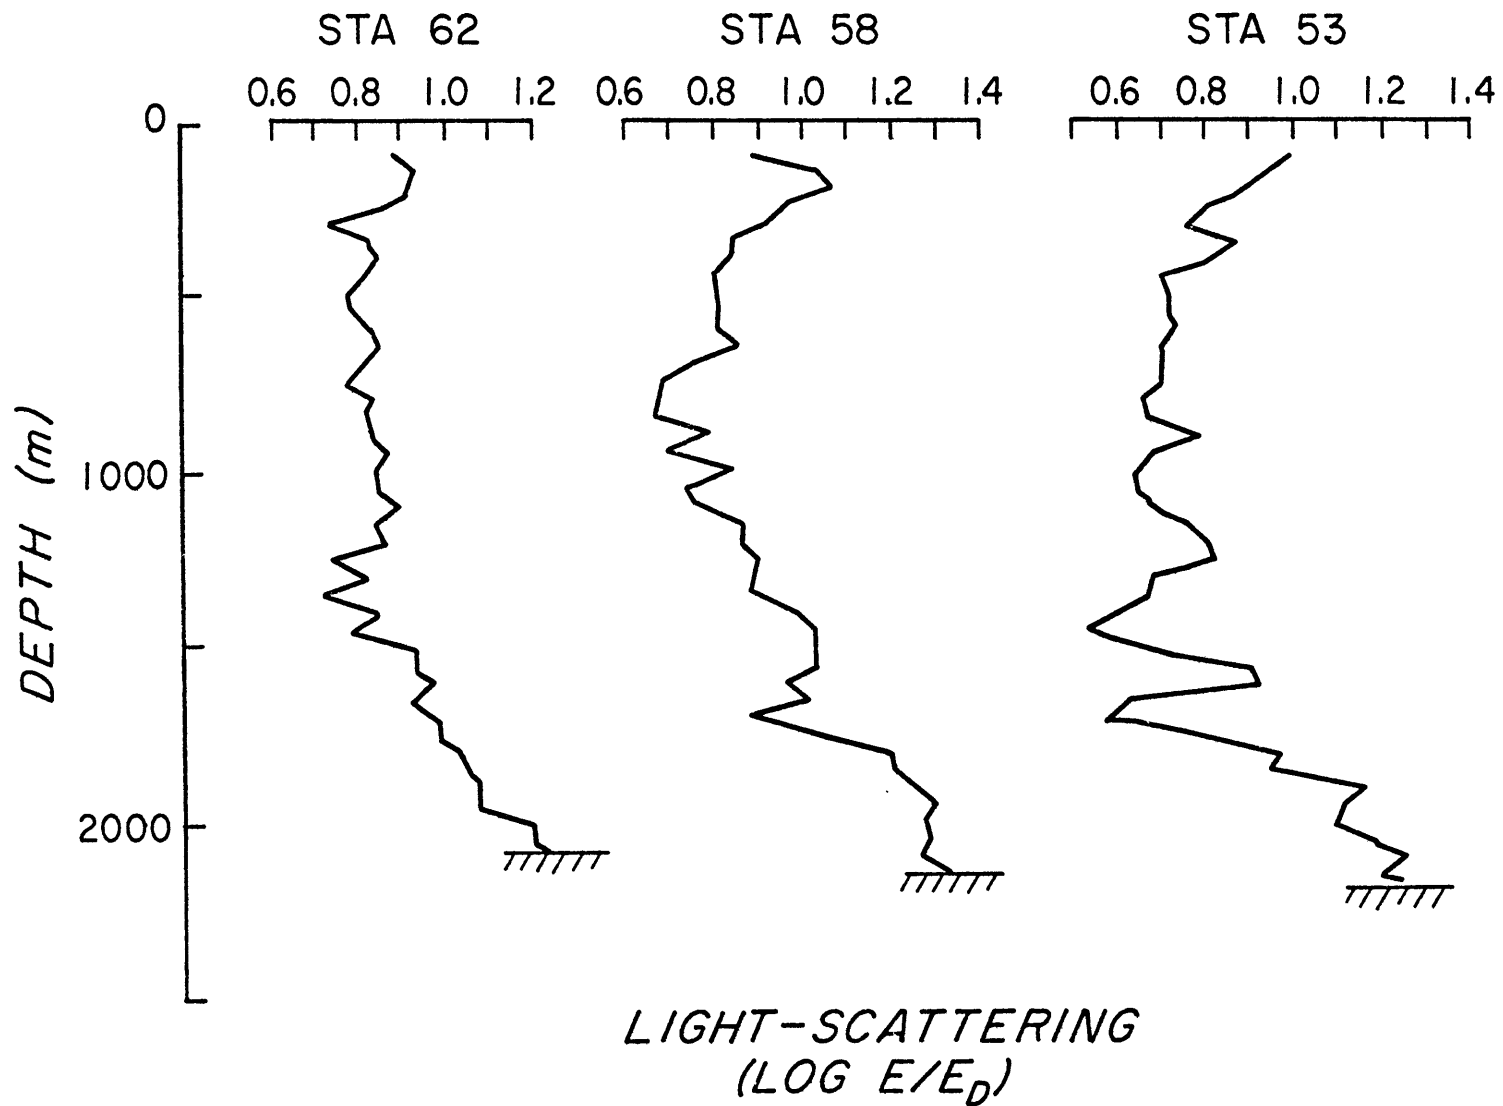 STA 62 STA 58 STA 53
0.6 0.8 1.0 1.2 0.6 0.8 1.0 1.2 1.4 0.6 0.8 1.0 1.2 1.4
0
1000
2000
DEPTH (m)
LIGHT-SCATTERING
(LOG E/E_D)